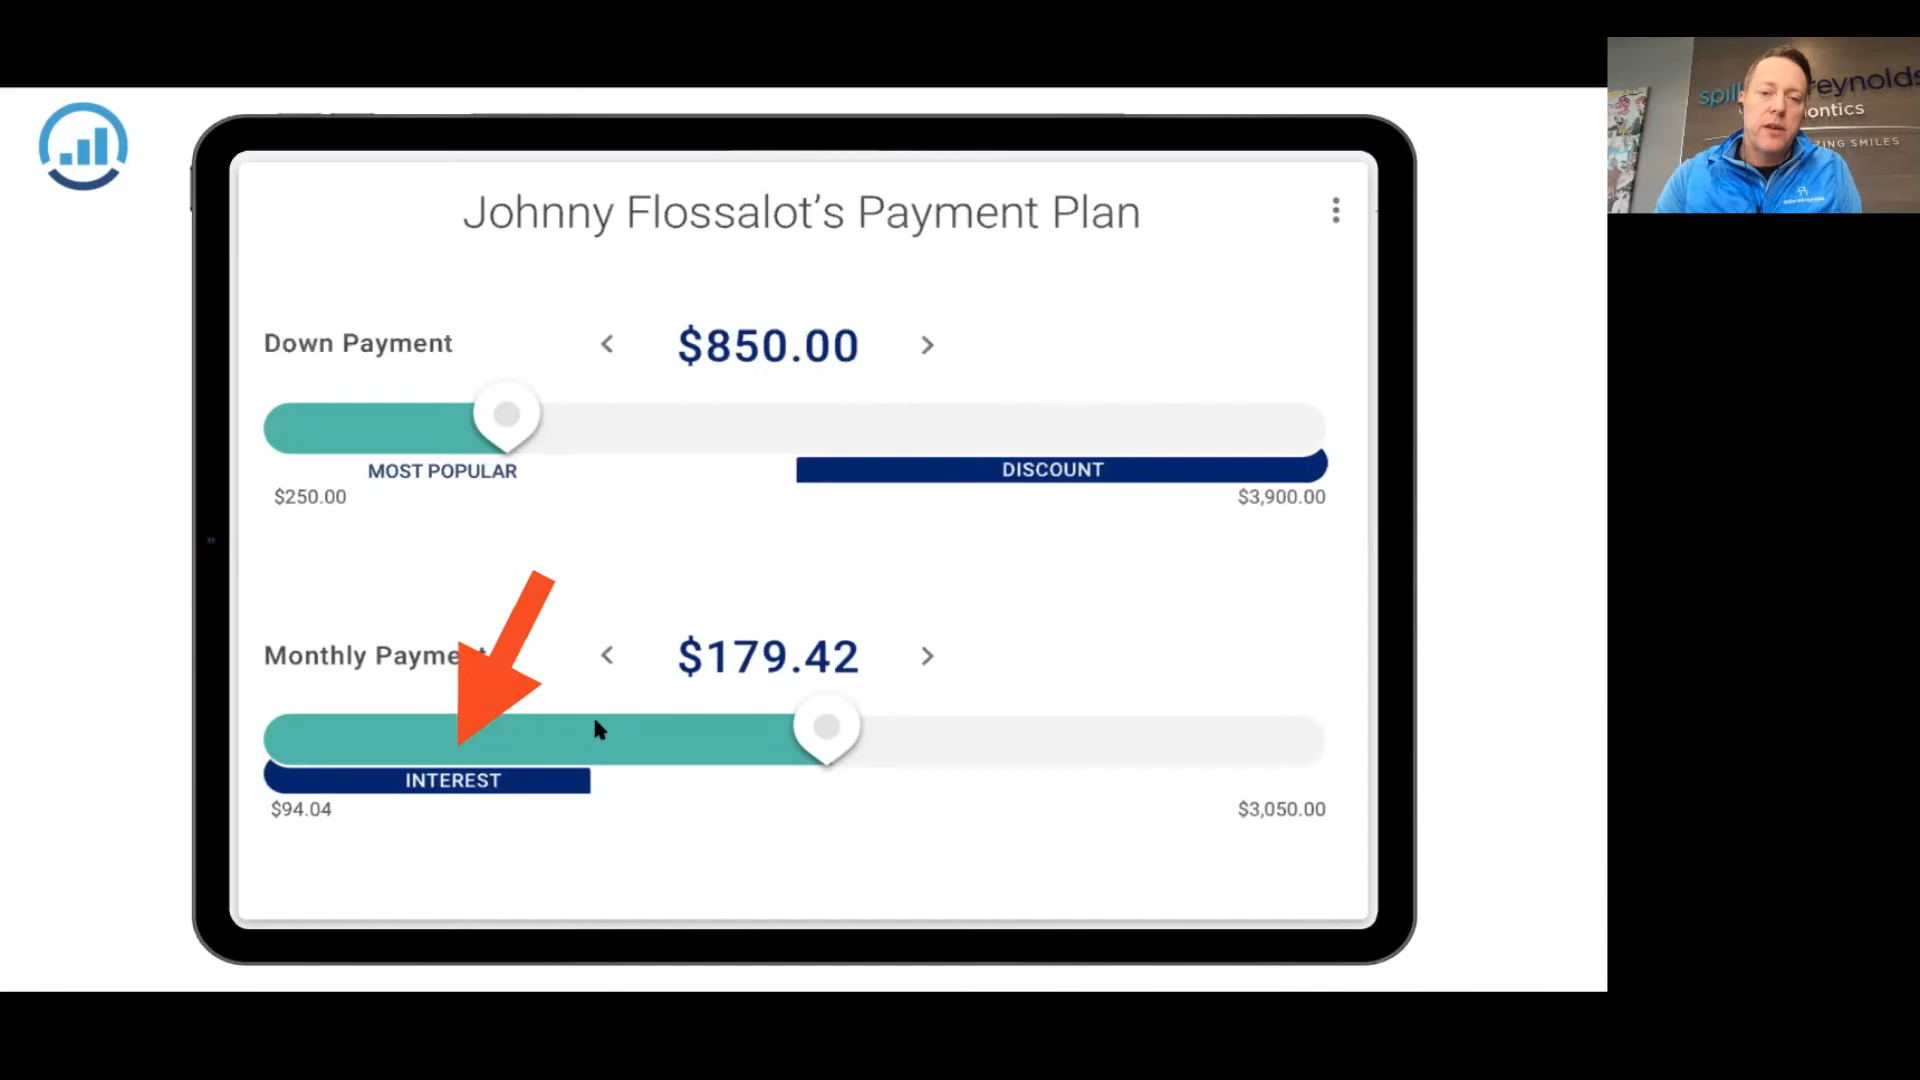 Johnny Flossalot's Payment Plan
Down Payment
< $850.00 >
MOST POPULAR
DISCOUNT
$250.00
$3,900.00
Monthly
< $179.42 >
INTEREST
$94.04
$3,050.00